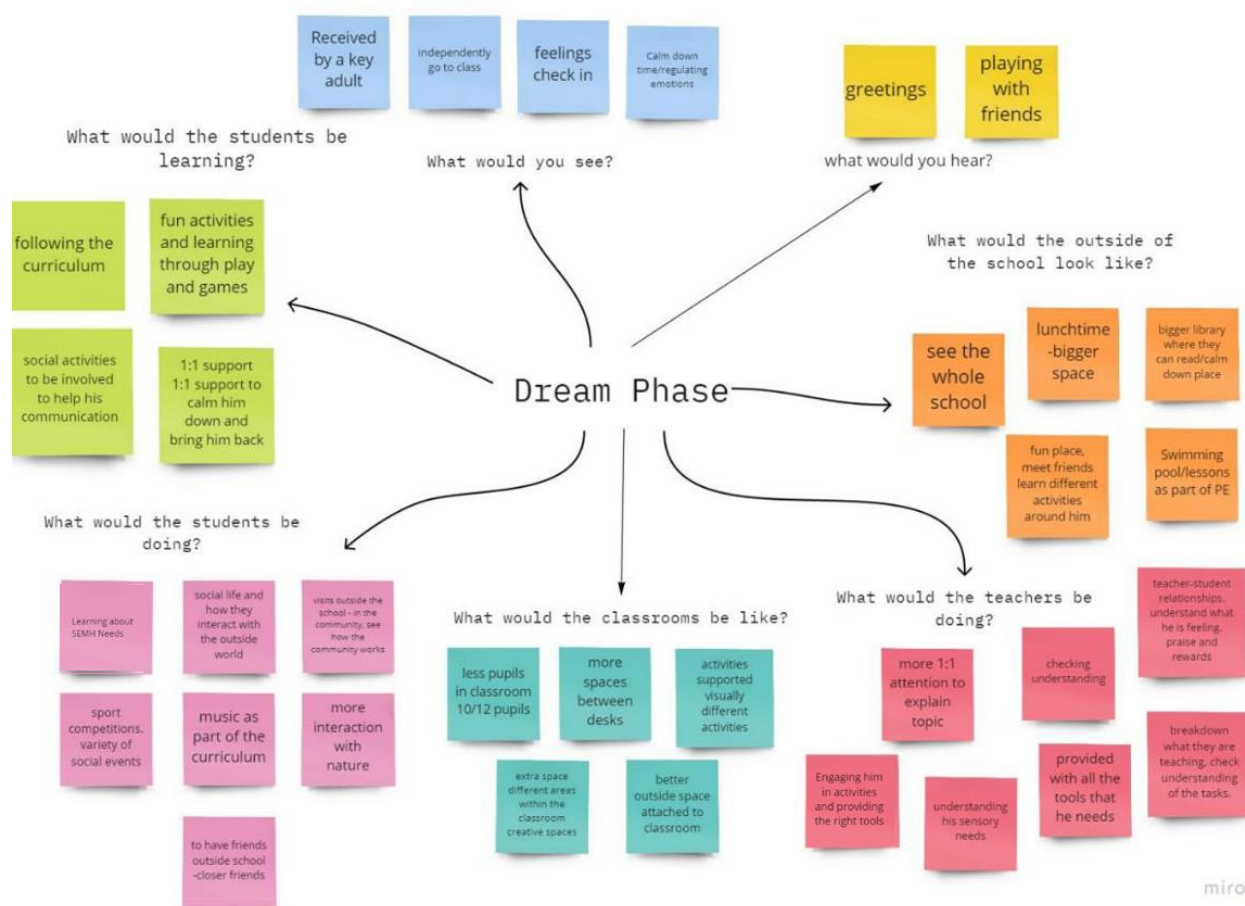 Received
by a key
adult
independently
go to class
feelings
check in
Calm down
time/regulating
emotions
greetings
playing
with
friends
What would the students be
learning?
What would you see?
what would you hear?
following the
curriculum
fun activities
and learning
through play
and games
social activities
to be involved
to help his
communication
1:1 support
1:1 support to
calm him
down and
bring him back
What would the outside of
the school look like?
see the
whole
school
lunchtime
-bigger
space
bigger library
where they
can read/calm
down place
fun place,
meet friends
learn different
activities
around him
Swimming
pool/lessons
as part of PE
Dream Phase
What would the students be
doing?
Learning about
SEMH Needs
social life and
how they
interact with
the outside
world
visits outside the
school - in the
community, see
how the
community works
sport
competitions.
variety of
social events
music as
part of the
curriculum
more
interaction
with
nature
to have friends
outside school
-closer friends
What would the classrooms be like?
less pupils
in classroom
10/12 pupils
more
spaces
between
desks
activities
supported
visually
different
activities
extra space
different areas
within the
classroom
creative spaces
better
outside space
attached to
classroom
What would the teachers be
doing?
more 1:1
attention to
explain
topic
checking
understanding
teacher-student
relationships.
understand what
he is feeling,
praise and
rewards
Engaging him
in activities
and providing
the right tools
understanding
his sensory
needs
provided
with all the
tools that
he needs
breakdown
what they are
teaching, check
understanding
of the tasks.
miro